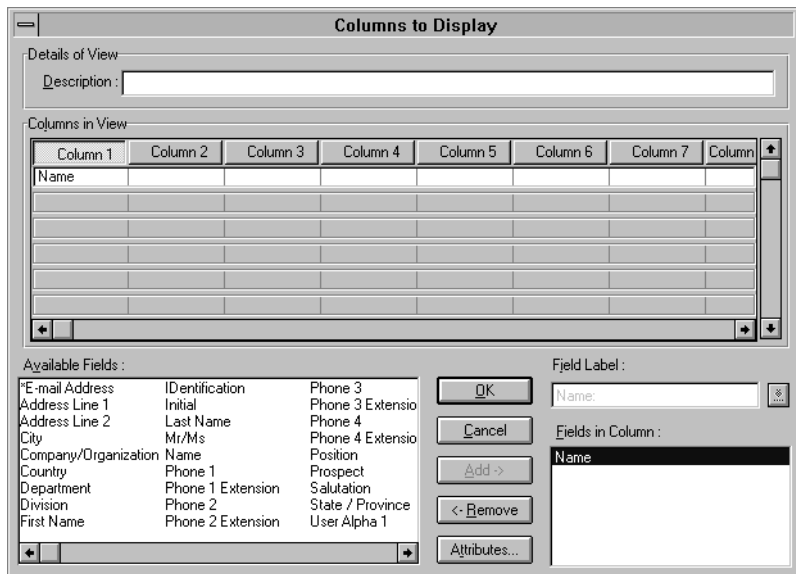 Columns to Display
Details of View
Description :
Columns in View
Column 1 Column 2 Column 3 Column 4 Column 5 Column 6 Column 7 Column
Name
Available Fields :
*E-mail Address IDentification Phone 3
Address Line 1 Initial Phone 3 Extensio
Address Line 2 Last Name Phone 4
City Mr/Ms Phone 4 Extensio
Company/Organization Name Position
Country Phone 1 Prospect
Department Phone 1 Extension Salutation
Division Phone 2 State / Province
First Name Phone 2 Extension User Alpha 1
OK
Cancel
Add ->
<- Remove
Attributes...
Field Label :
Name:
Fields in Column :
Name